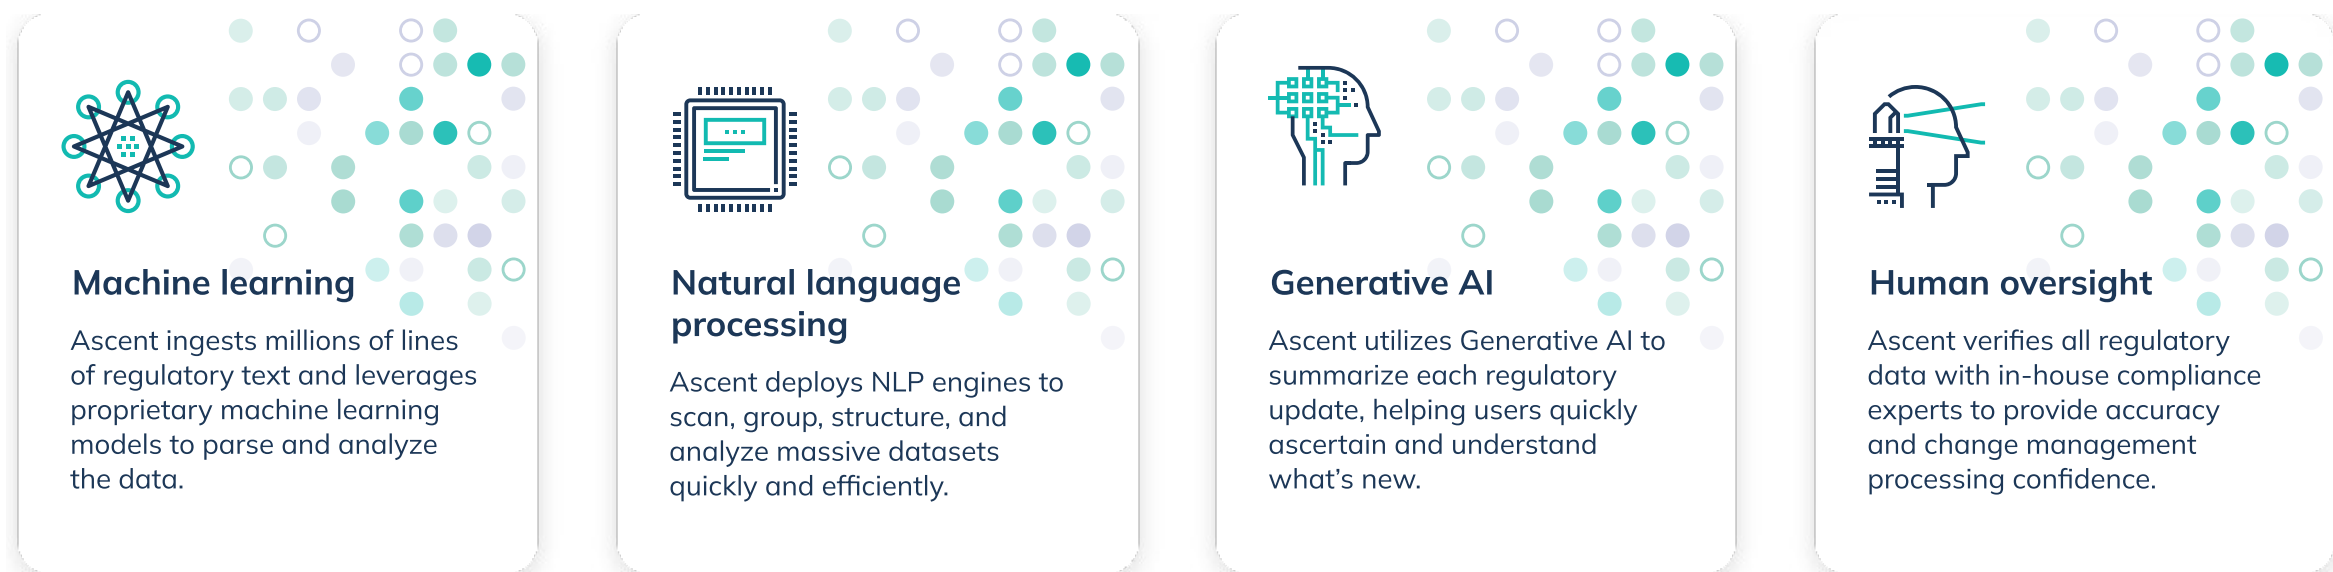 Machine learning
Ascent ingests millions of lines
of regulatory text and leverages
proprietary machine learning
models to parse and analyze
the data.
Natural language
processing
Ascent deploys NLP engines to
scan, group, structure, and
analyze massive datasets
quickly and efficiently.
Generative AI
Ascent utilizes Generative AI to
summarize each regulatory
update, helping users quickly
ascertain and understand
what’s new.
Human oversight
Ascent verifies all regulatory
data with in-house compliance
experts to provide accuracy
and change management
processing confidence.